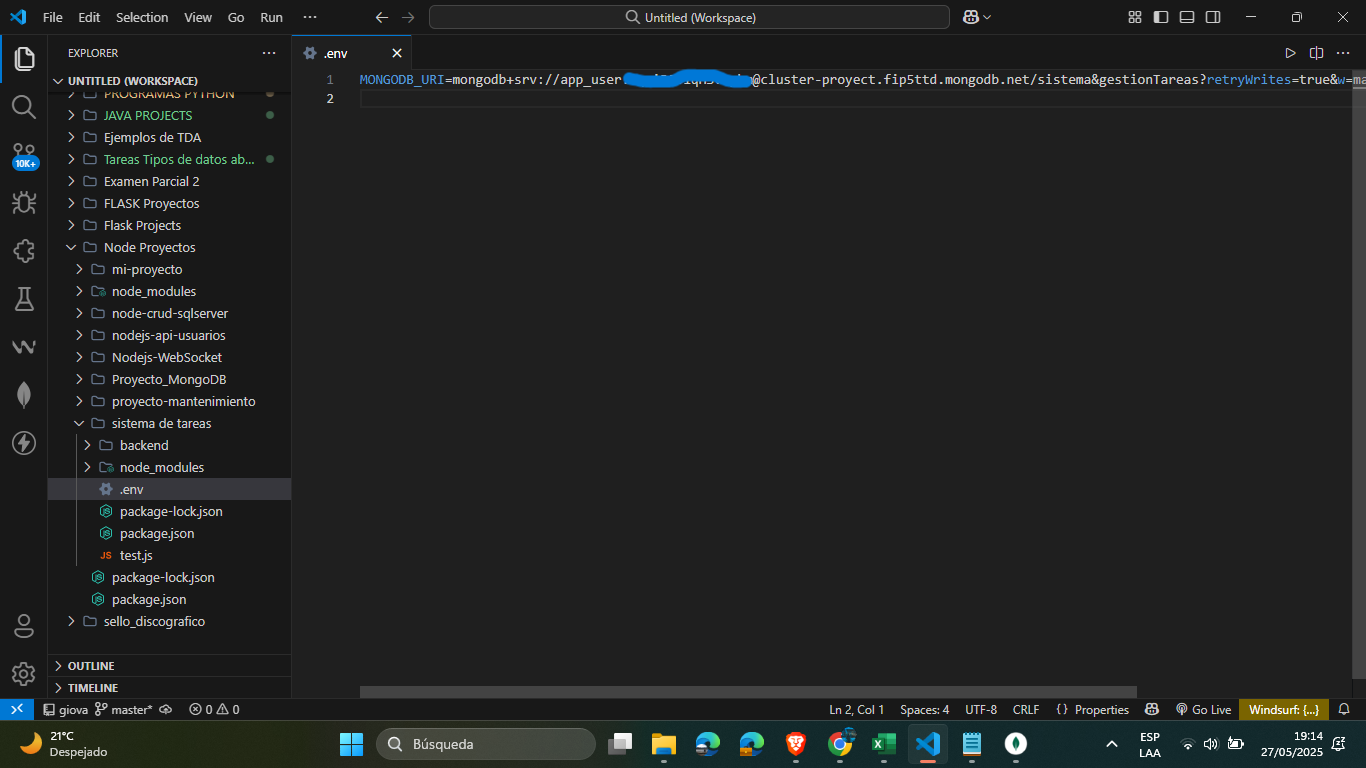 File Edit Selection View Go Run ···
Untitled (Workspace)
EXPLORER ···
.env
UNTITLED (WORKSPACE)
PROGRAMAS PYTHON
JAVA PROJECTS
Ejemplos de TDA
Tareas Tipos de datos ab...
Examen Parcial 2
FLASK Proyectos
Flask Projects
Node Proyectos
mi-proyecto
node_modules
node-crud-sqlserver
nodejs-api-usuarios
Nodejs-WebSocket
Proyecto_MongoDB
proyecto-mantenimiento
sistema de tareas
backend
node_modules
.env
package-lock.json
package.json
JS test.js
package-lock.json
package.json
sello_discografico
OUTLINE
TIMELINE
10K+
1 MONGODB_URI=mongodb+srv://app_user @cluster-proyect.fip5ttd.mongodb.net/sistema&gestionTareas?retryWrites=true&w=ma
2
giova master* 0 0
Ln 2, Col 1 Spaces: 4 UTF-8 CRLF {} Properties Go Live Windsurf: {...}
21°C
Despejado
Búsqueda
ESP
LAA
19:14
27/05/2025